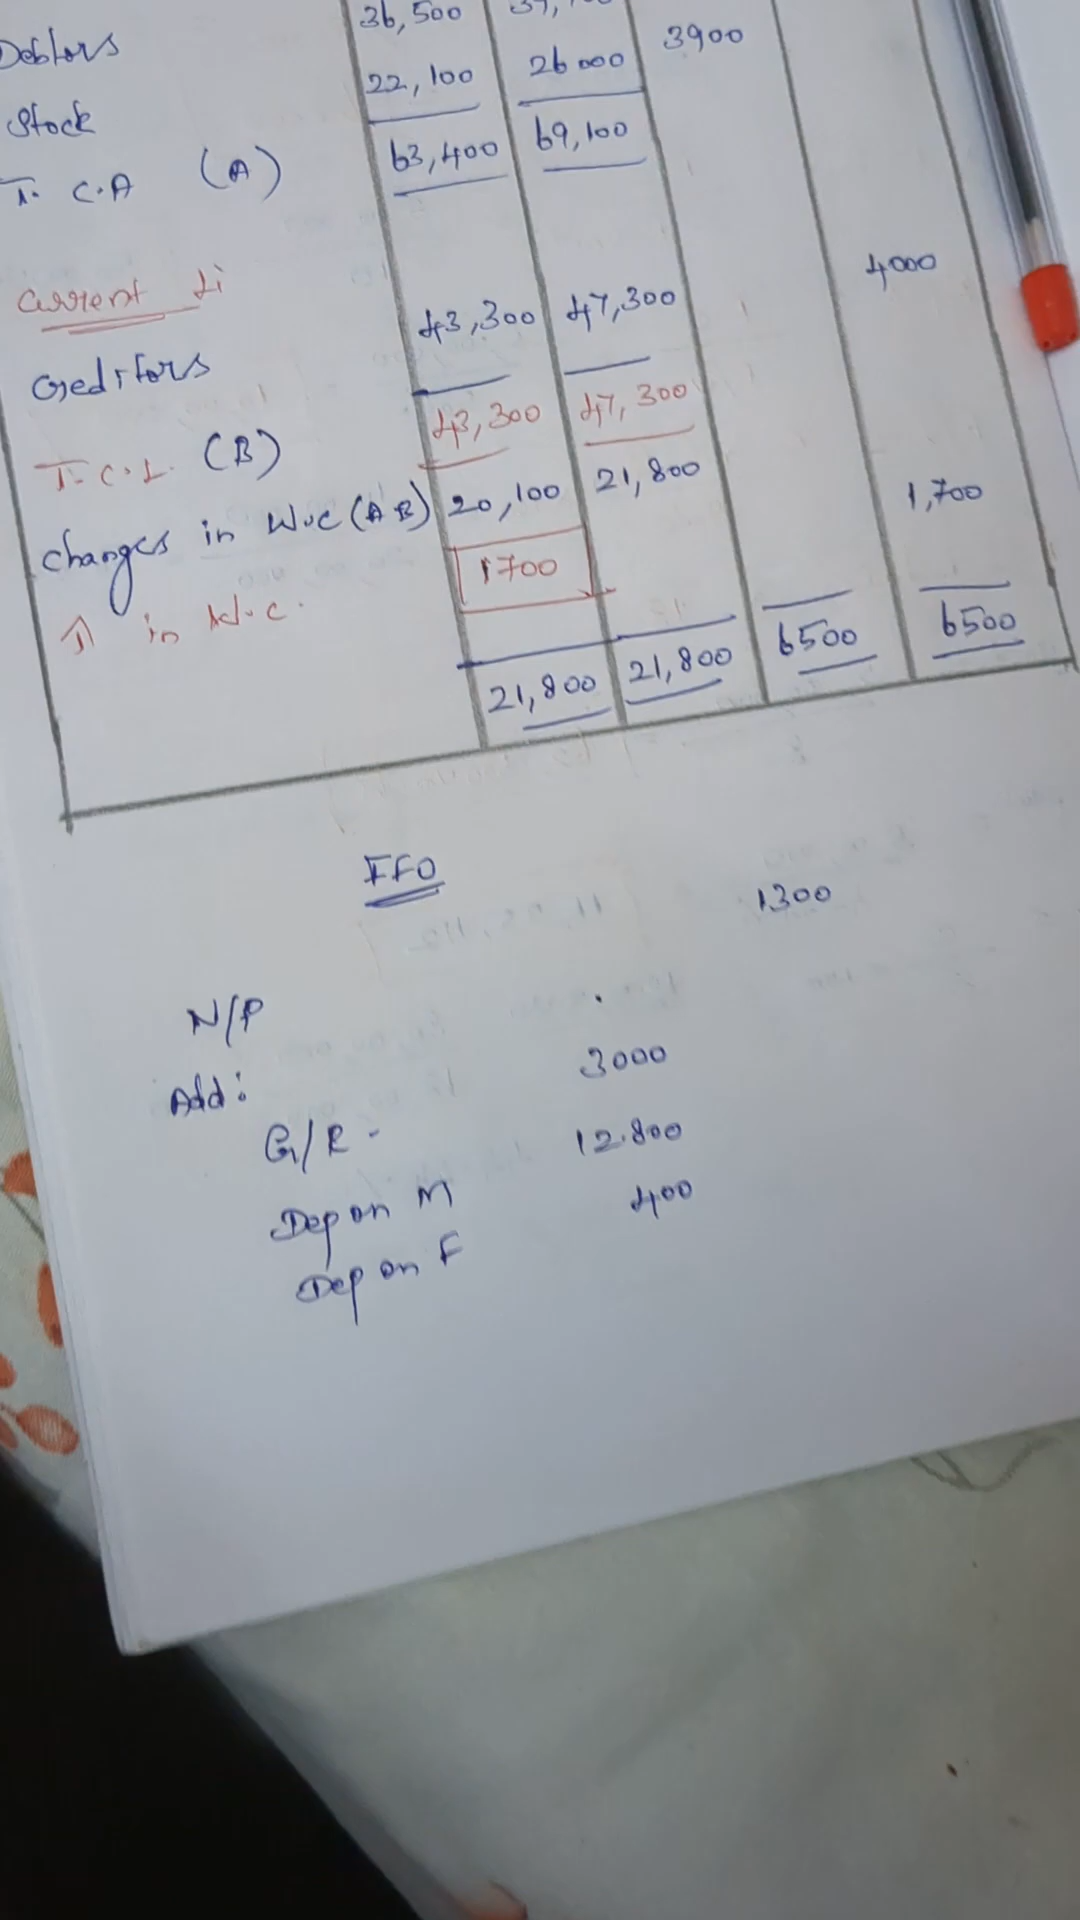 Debtors 36,500
Stock 22,100 26000 3900
T. C.A (A) 63,400 69,100
Current Li
Creditors 43,300 47,300 4000
T.C.L. (B) 43,300 47,300
changes in W.C (A-B) 20,100 21,800
↑ in W.C. 1700 1,700
21,800 21,800 6500 6500
FFO
N/P 1300
Add:
G/R - 3000
Dep on M 12.800
Dep on F 400